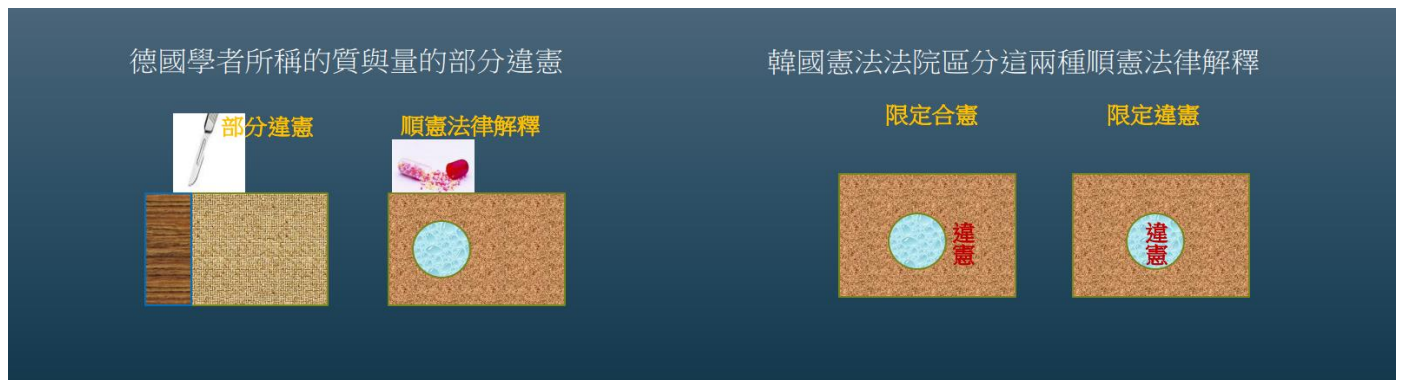 德國學者所稱的質與量的部分違憲
部分違憲
順憲法律解釋
韓國憲法法院區分這兩種順憲法律解釋
限定合憲
限定違憲
違憲
違憲